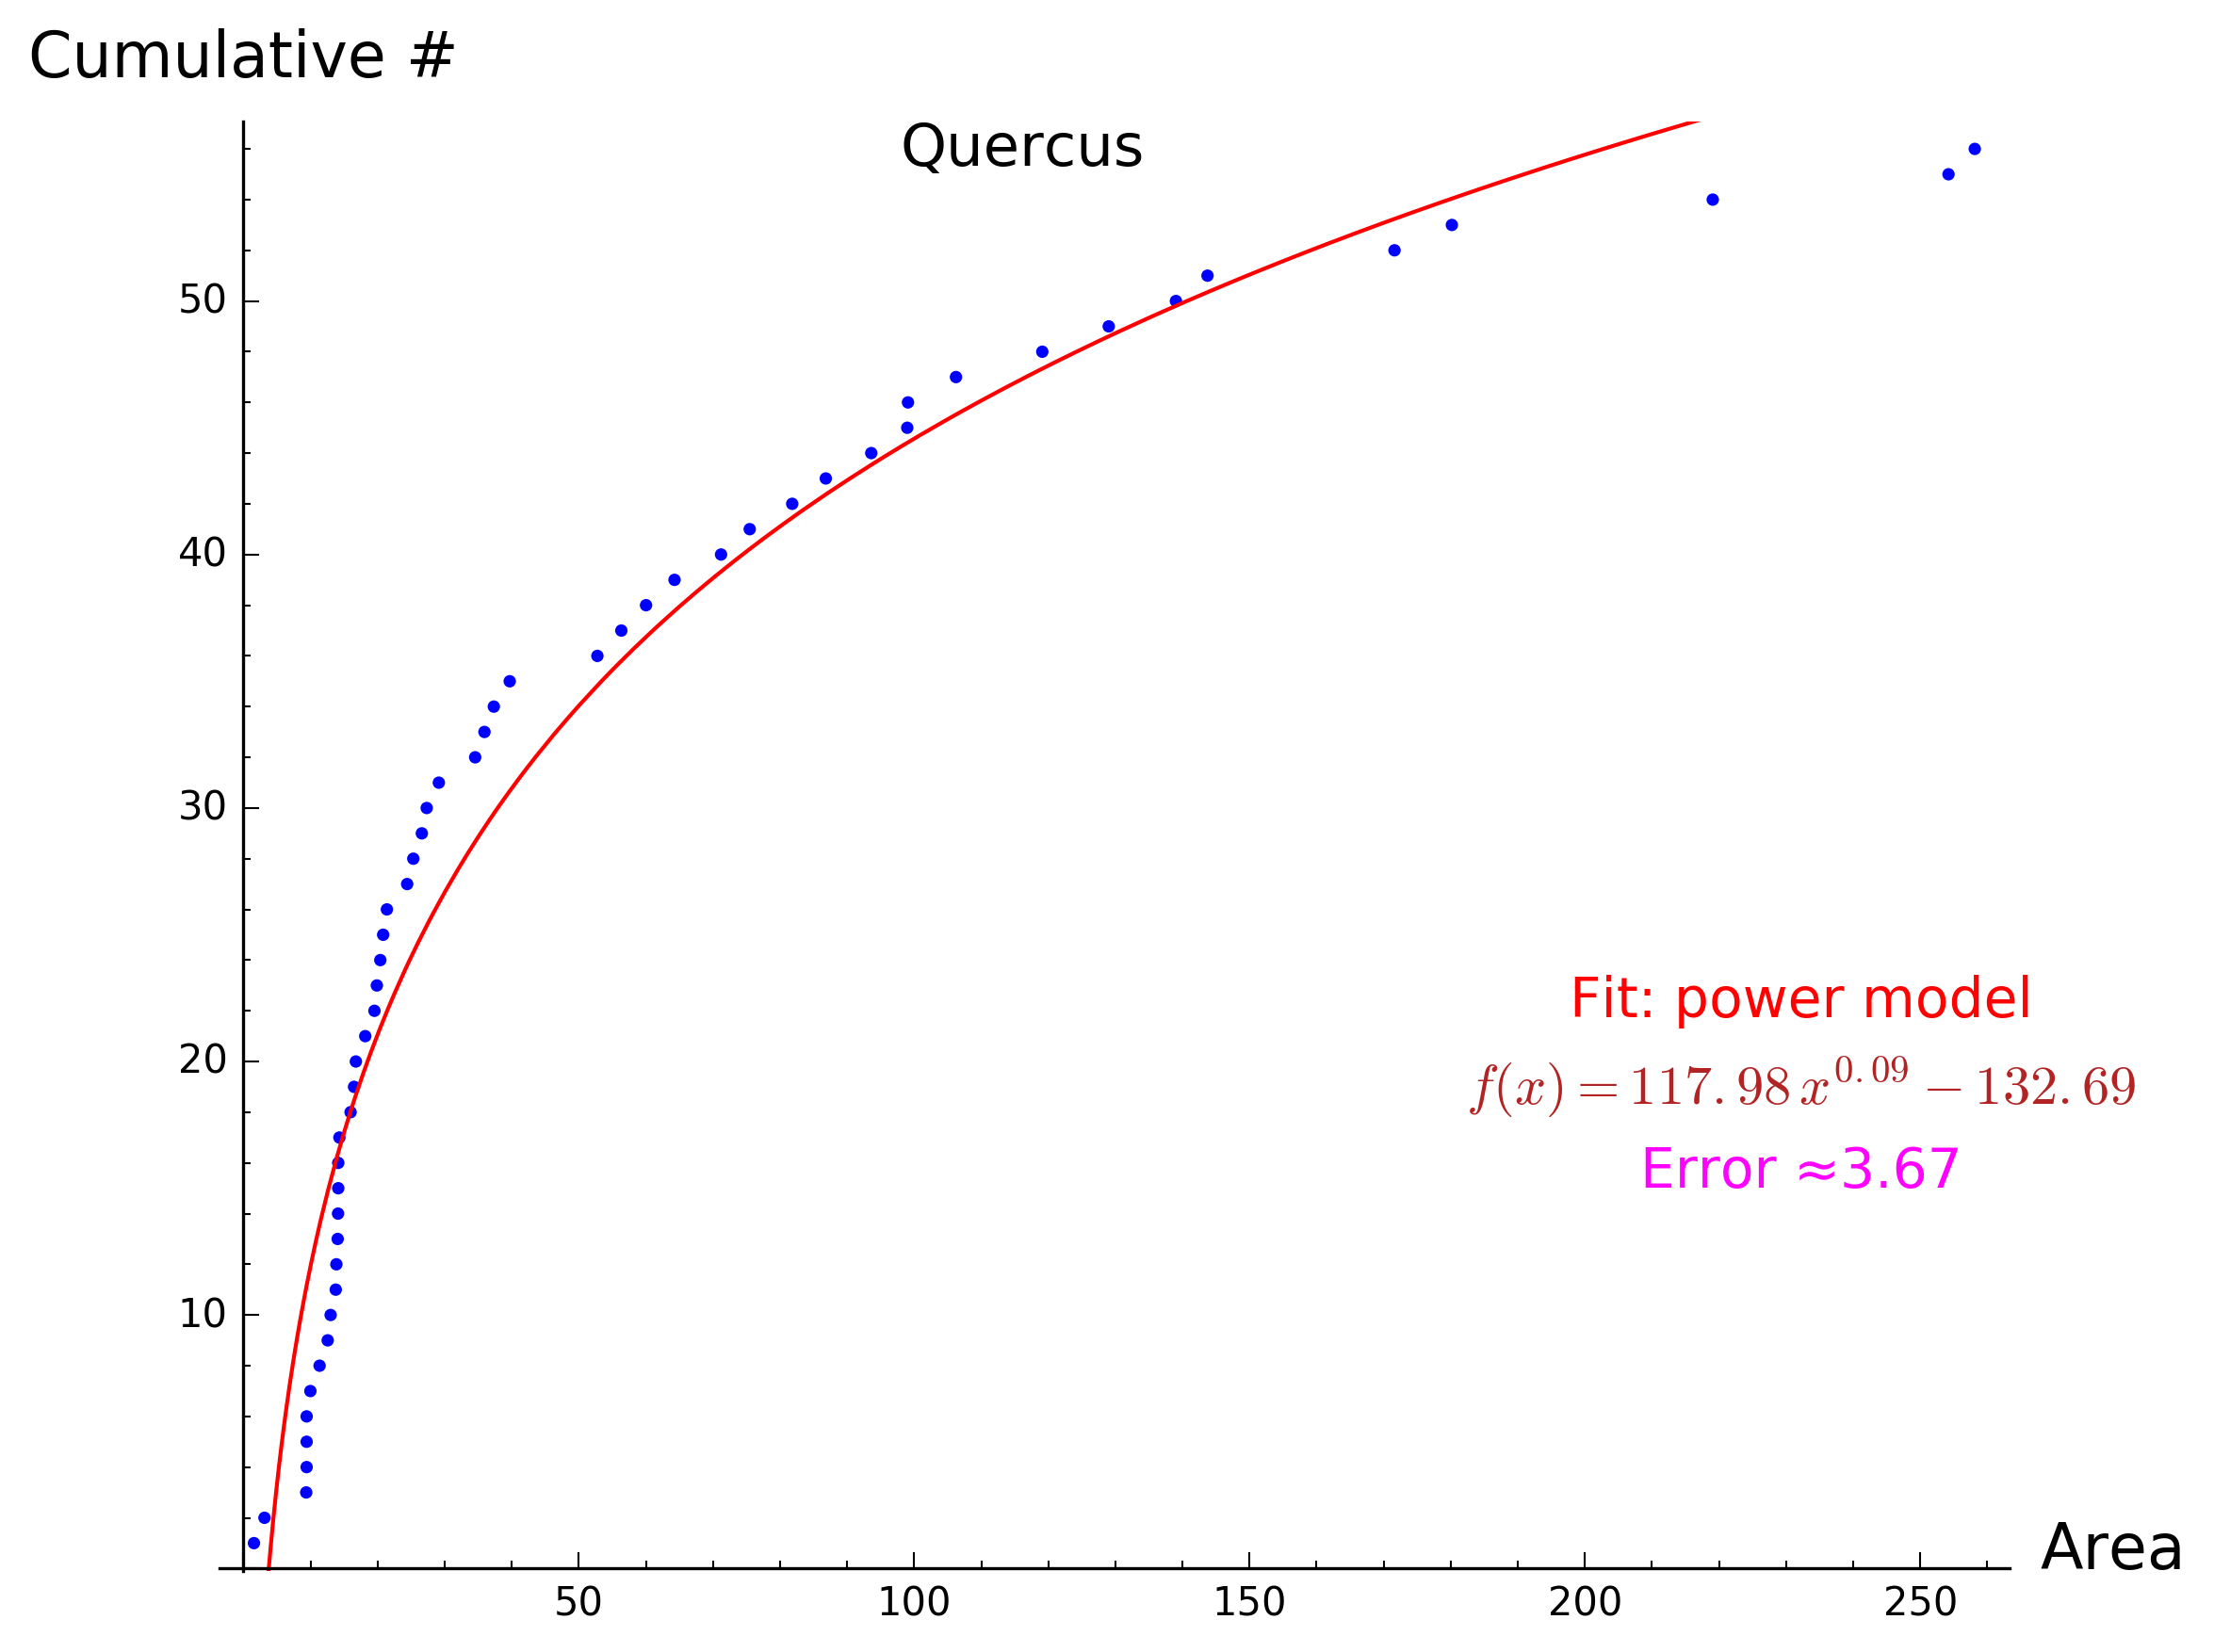 Cumulative #
Quercus
50
40
30
20
10
Fit: power model
f(x) = 117.98 x^{0.09} − 132.69
Error ≈3.67
Area
50 100 150 200 250